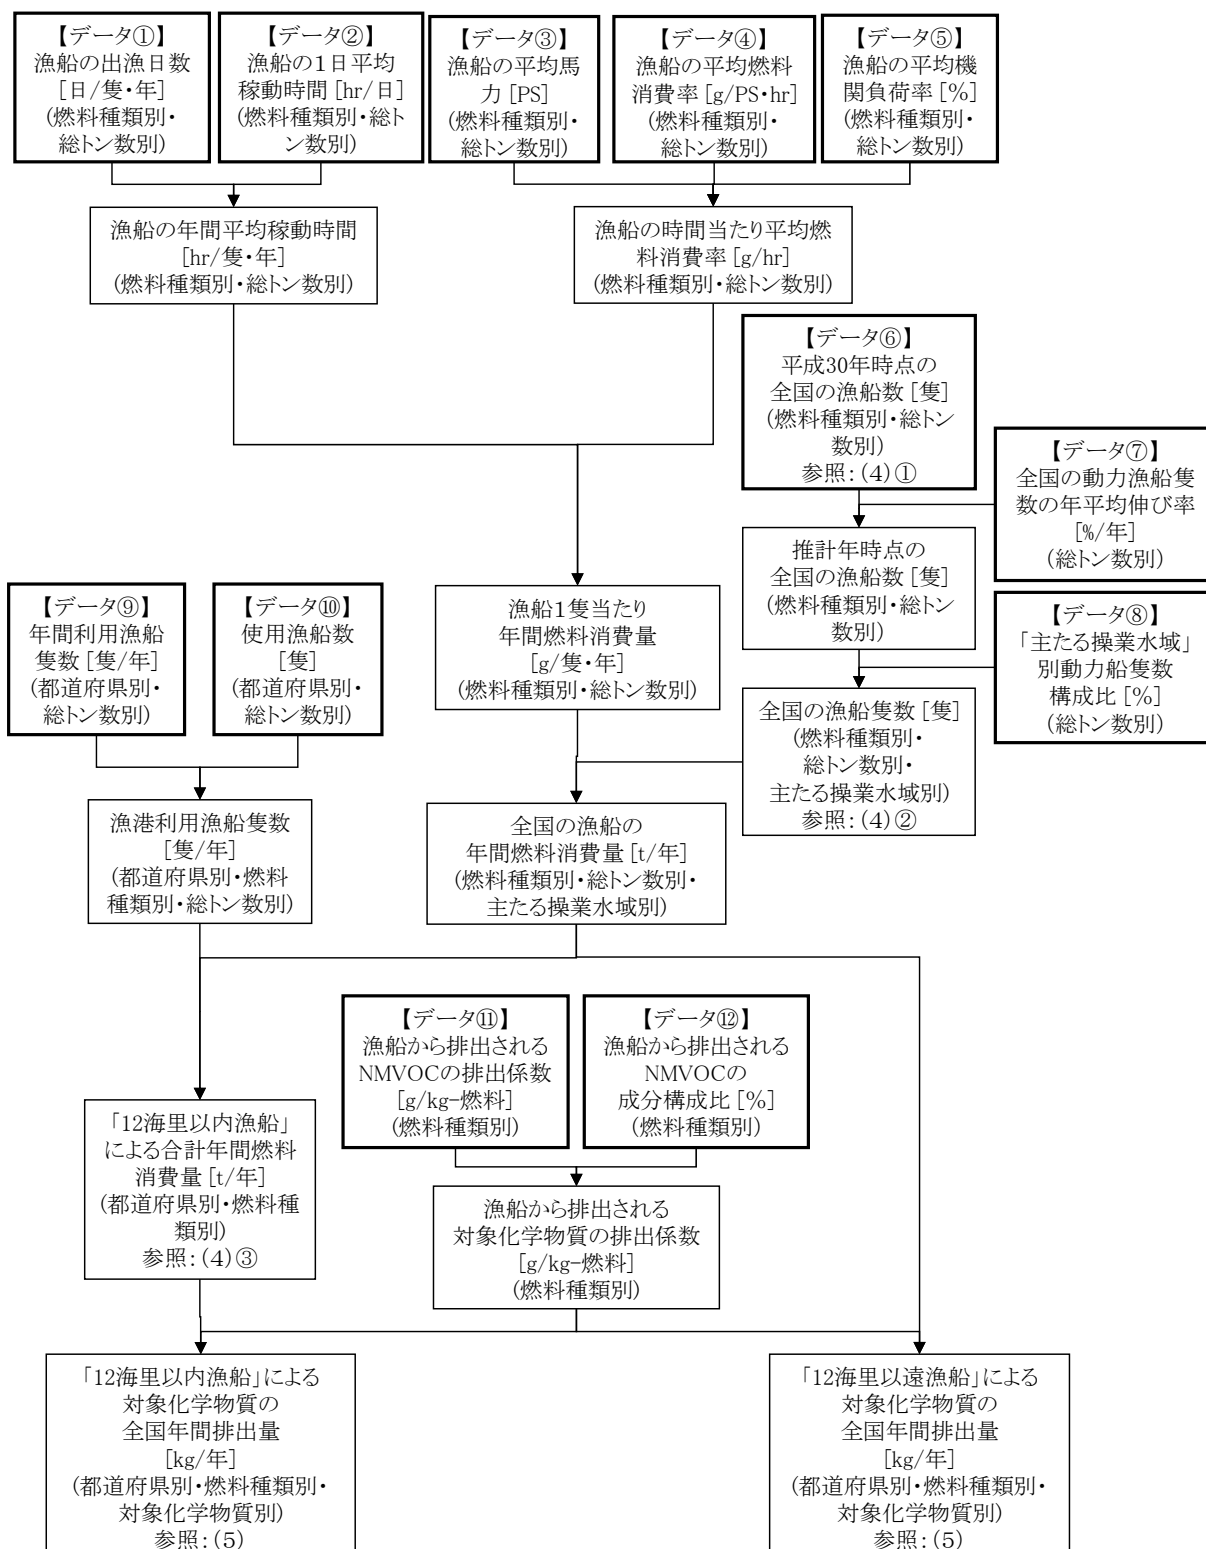 【データ①】
漁船の出漁日数
[日/隻・年]
(燃料種類別・
総トン数別)
【データ②】
漁船の1日平均
稼動時間[hr/日]
(燃料種類別・総ト
ン数別)
【データ③】
漁船の平均馬
力[PS]
(燃料種類別・
総トン数別)
【データ④】
漁船の平均燃料
消費率[g/PS・hr]
(燃料種類別・
総トン数別)
【データ⑤】
漁船の平均機
関負荷率[%]
(燃料種類別・
総トン数別)
漁船の年間平均稼動時間
[hr/隻・年]
(燃料種類別・総トン数別)
漁船の時間当たり平均燃
料消費率[g/hr]
(燃料種類別・総トン数別)
【データ⑥】
平成30年時点の
全国の漁船数[隻]
(燃料種類別・総トン
数別)
参照:(4)①
【データ⑦】
全国の動力漁船隻
数の年平均伸び率
[%/年]
(総トン数別)
推計年時点の
全国の漁船数[隻]
(燃料種類別・総トン
数別)
【データ⑧】
「主たる操業水域」
別動力船隻数
構成比[%]
(総トン数別)
【データ⑨】
年間利用漁船
隻数[隻/年]
(都道府県別・
総トン数別)
【データ⑩】
使用漁船数
[隻]
(都道府県別・
総トン数別)
漁船1隻当たり
年間燃料消費量
[g/隻・年]
(燃料種類別・総トン数別)
全国の漁船隻数[隻]
(燃料種類別・
総トン数別・
主たる操業水域別)
参照:(4)②
漁港利用漁船隻数
[隻/年]
(都道府県別・燃料
種類別・総トン数別)
全国の漁船の
年間燃料消費量[t/年]
(燃料種類別・総トン数別・
主たる操業水域別)
【データ⑪】
漁船から排出される
NMVOCの排出係数
[g/kg-燃料]
(燃料種類別)
【データ⑫】
漁船から排出される
NMVOCの
成分構成比[%]
(燃料種類別)
「12海里以内漁船」
による合計年間燃料
消費量[t/年]
(都道府県別・燃料種
類別)
参照:(4)③
漁船から排出される
対象化学物質の排出係数
[g/kg-燃料]
(燃料種類別)
「12海里以内漁船」による
対象化学物質の
全国年間排出量
[kg/年]
(都道府県別・燃料種類別・
対象化学物質別)
参照:(5)
「12海里以遠漁船」による
対象化学物質の
全国年間排出量
[kg/年]
(都道府県別・燃料種類別・
対象化学物質別)
参照:(5)